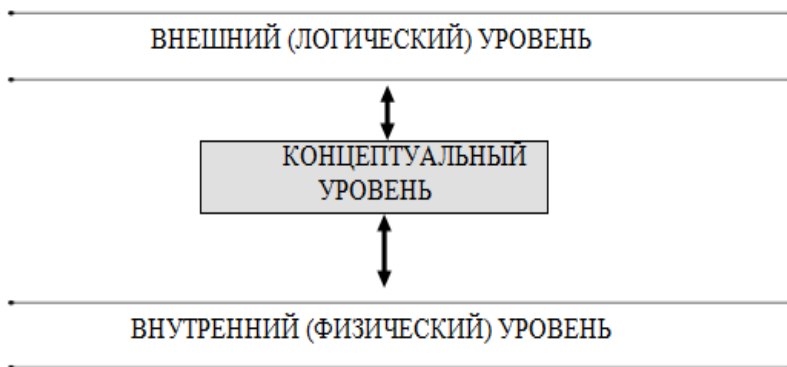 ВНЕШНИЙ (ЛОГИЧЕСКИЙ) УРОВЕНЬ
КОНЦЕПТУАЛЬНЫЙ
УРОВЕНЬ
ВНУТРЕННИЙ (ФИЗИЧЕСКИЙ) УРОВЕНЬ